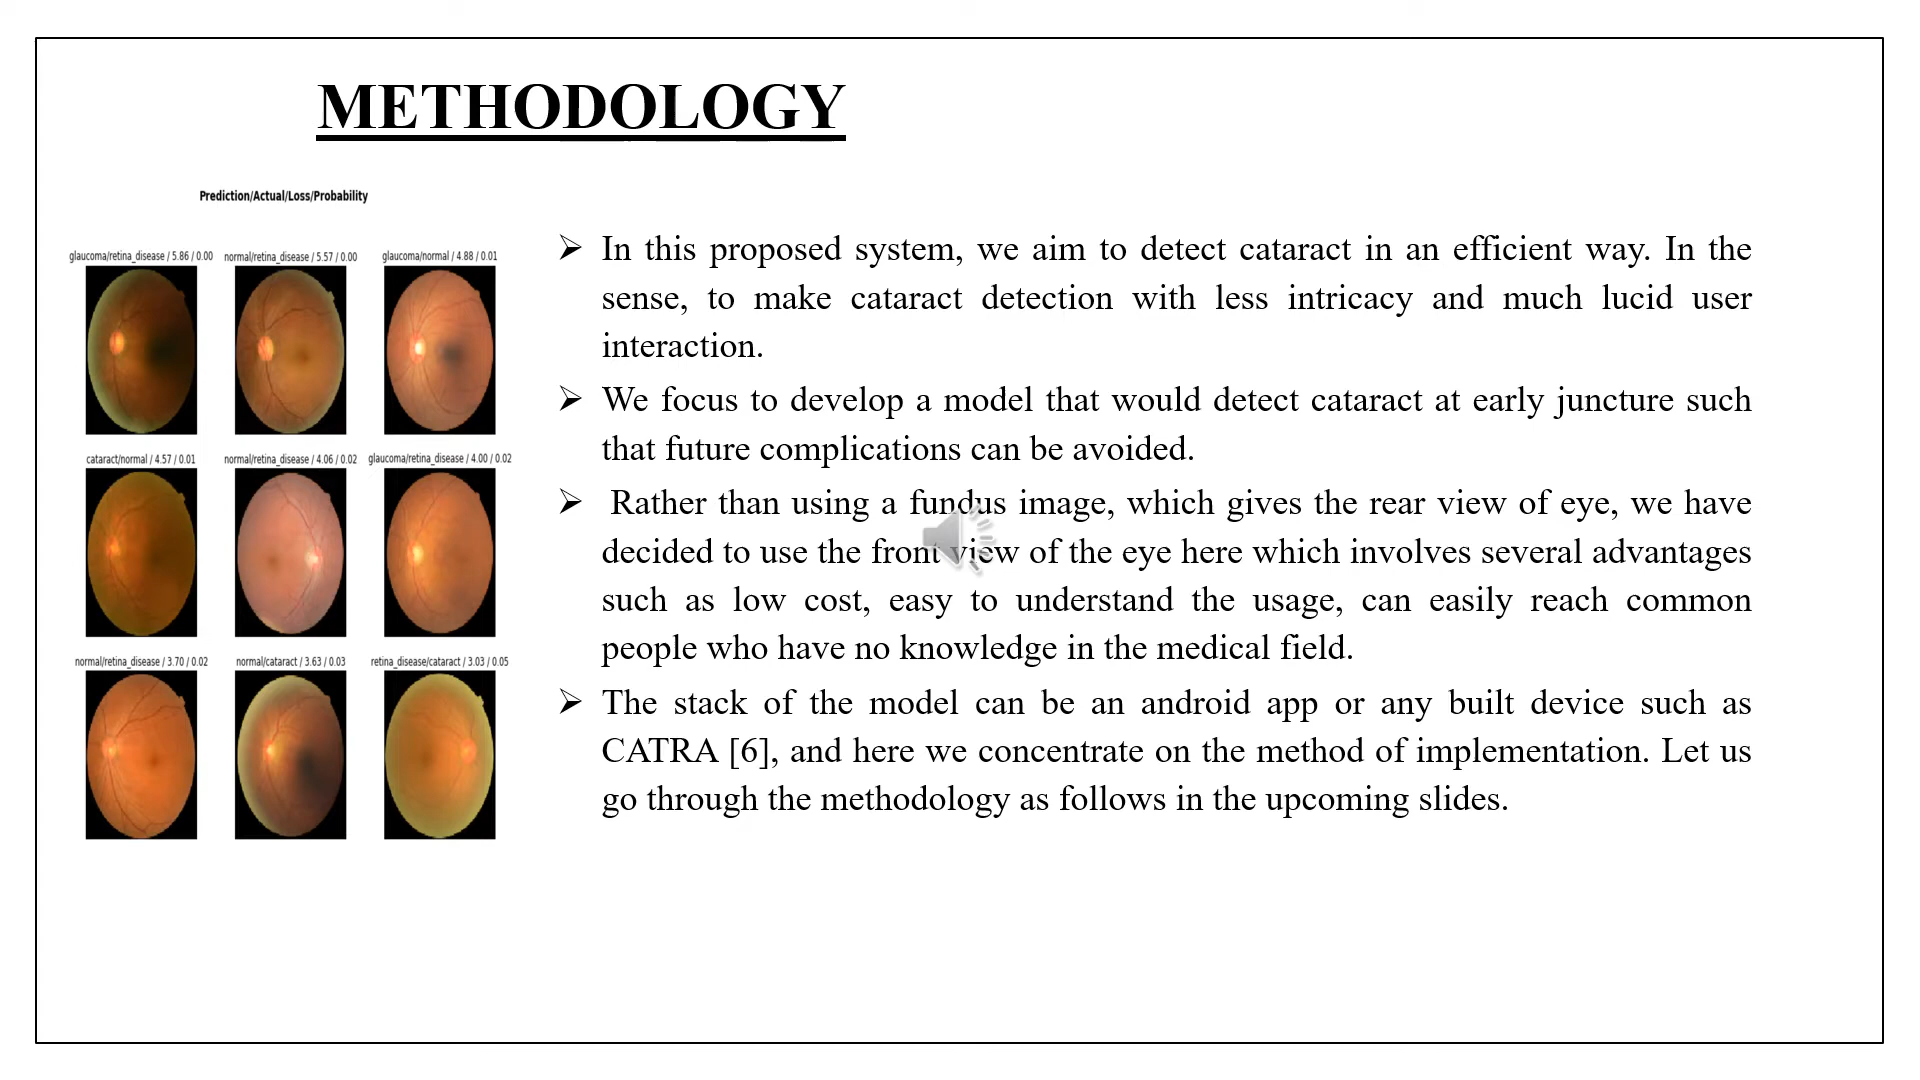 METHODOLOGY
Prediction/Actual/Loss/Probability
glaucoma/retina_disease / 5.86 / 0.00
normal/retina_disease / 5.57 / 0.00
glaucoma/normal / 4.88 / 0.01
cataract/normal / 4.57 / 0.01
normal/retina_disease / 4.06 / 0.02
glaucoma/retina_disease / 4.00 / 0.02
normal/retina_disease / 3.70 / 0.02
normal/cataract / 3.63 / 0.03
retina_disease/cataract / 3.03 / 0.05
➢ In this proposed system, we aim to detect cataract in an efficient way. In the
sense, to make cataract detection with less intricacy and much lucid user
interaction.
➢ We focus to develop a model that would detect cataract at early juncture such
that future complications can be avoided.
➢ Rather than using a fundus image, which gives the rear view of eye, we have
decided to use the front view of the eye here which involves several advantages
such as low cost, easy to understand the usage, can easily reach common
people who have no knowledge in the medical field.
➢ The stack of the model can be an android app or any built device such as
CATRA [6], and here we concentrate on the method of implementation. Let us
go through the methodology as follows in the upcoming slides.